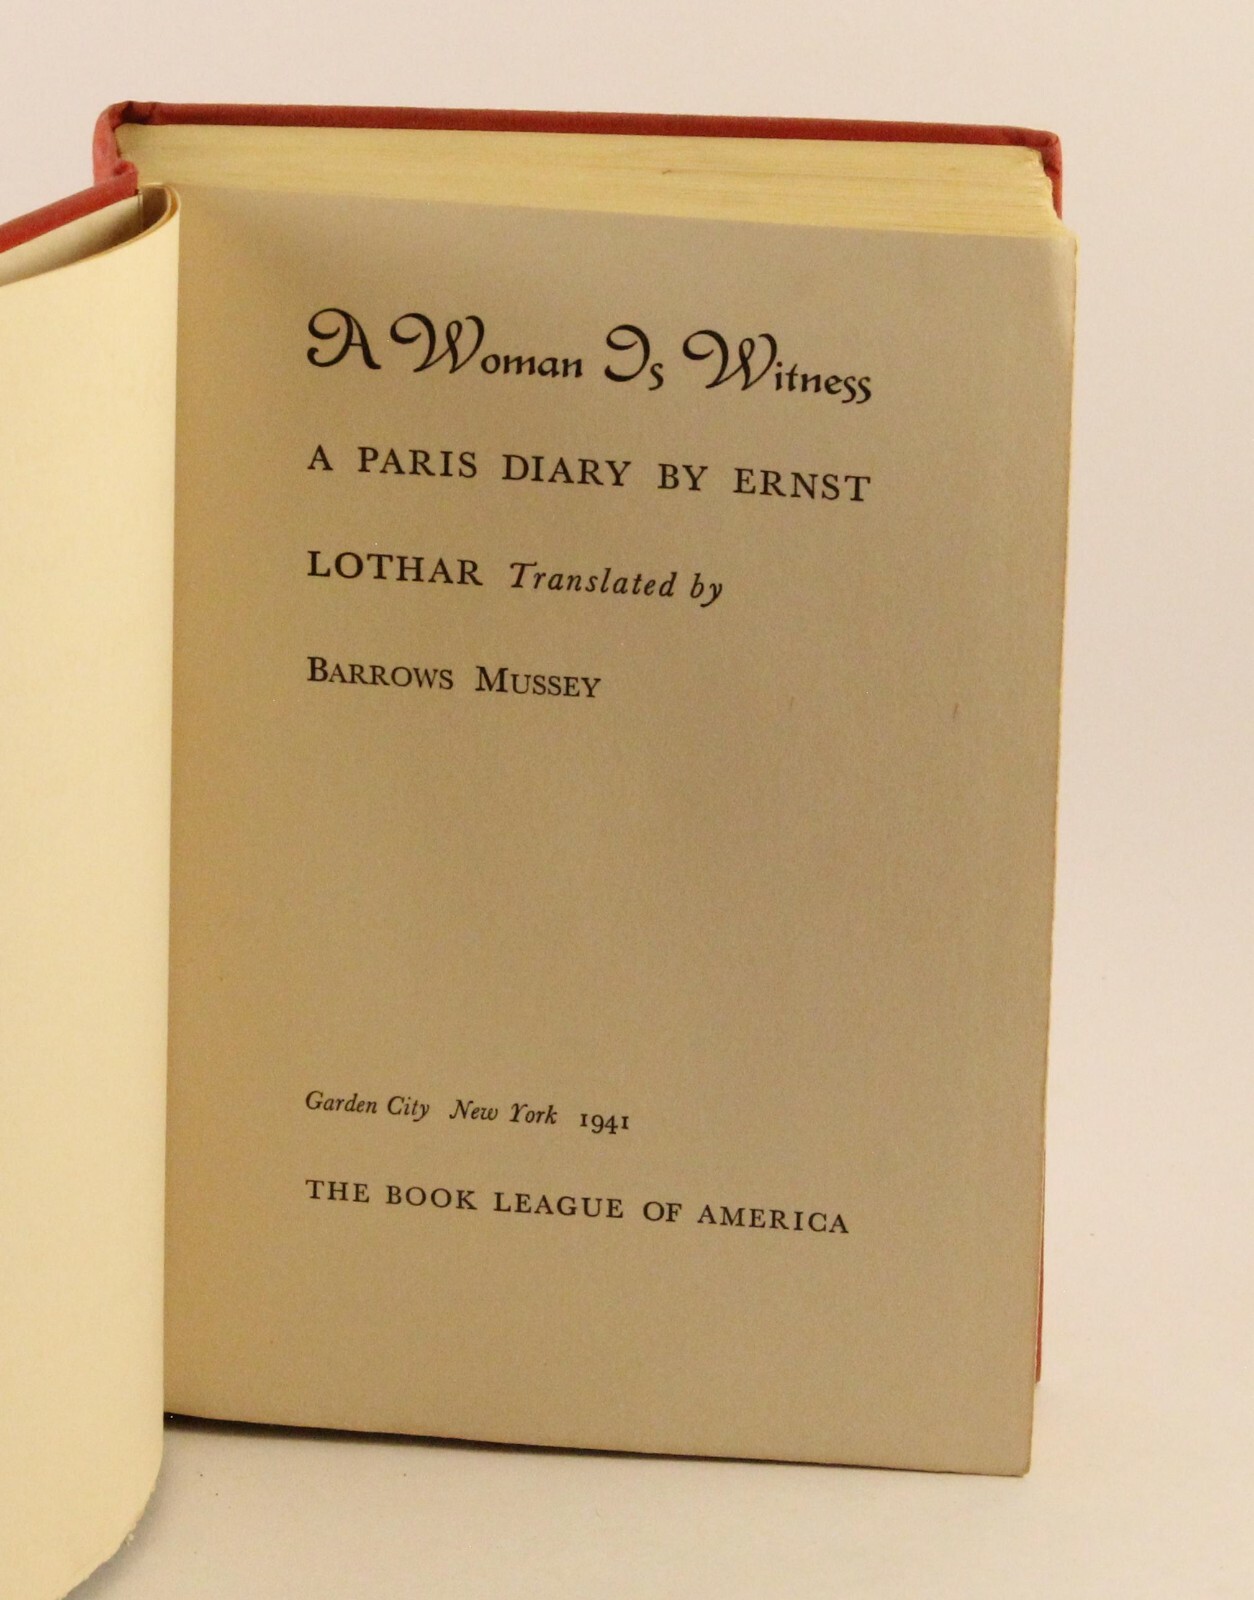 A Woman Is Witness
A PARIS DIARY BY ERNST
LOTHAR Translated by
BARROWS MUSSEY
Garden City New York 1941
THE BOOK LEAGUE OF AMERICA